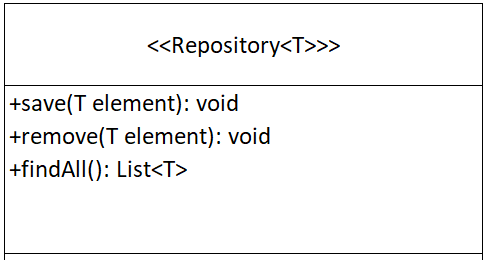 <<Repository<T>>>
+save(T element): void
+remove(T element): void
+findAll(): List<T>